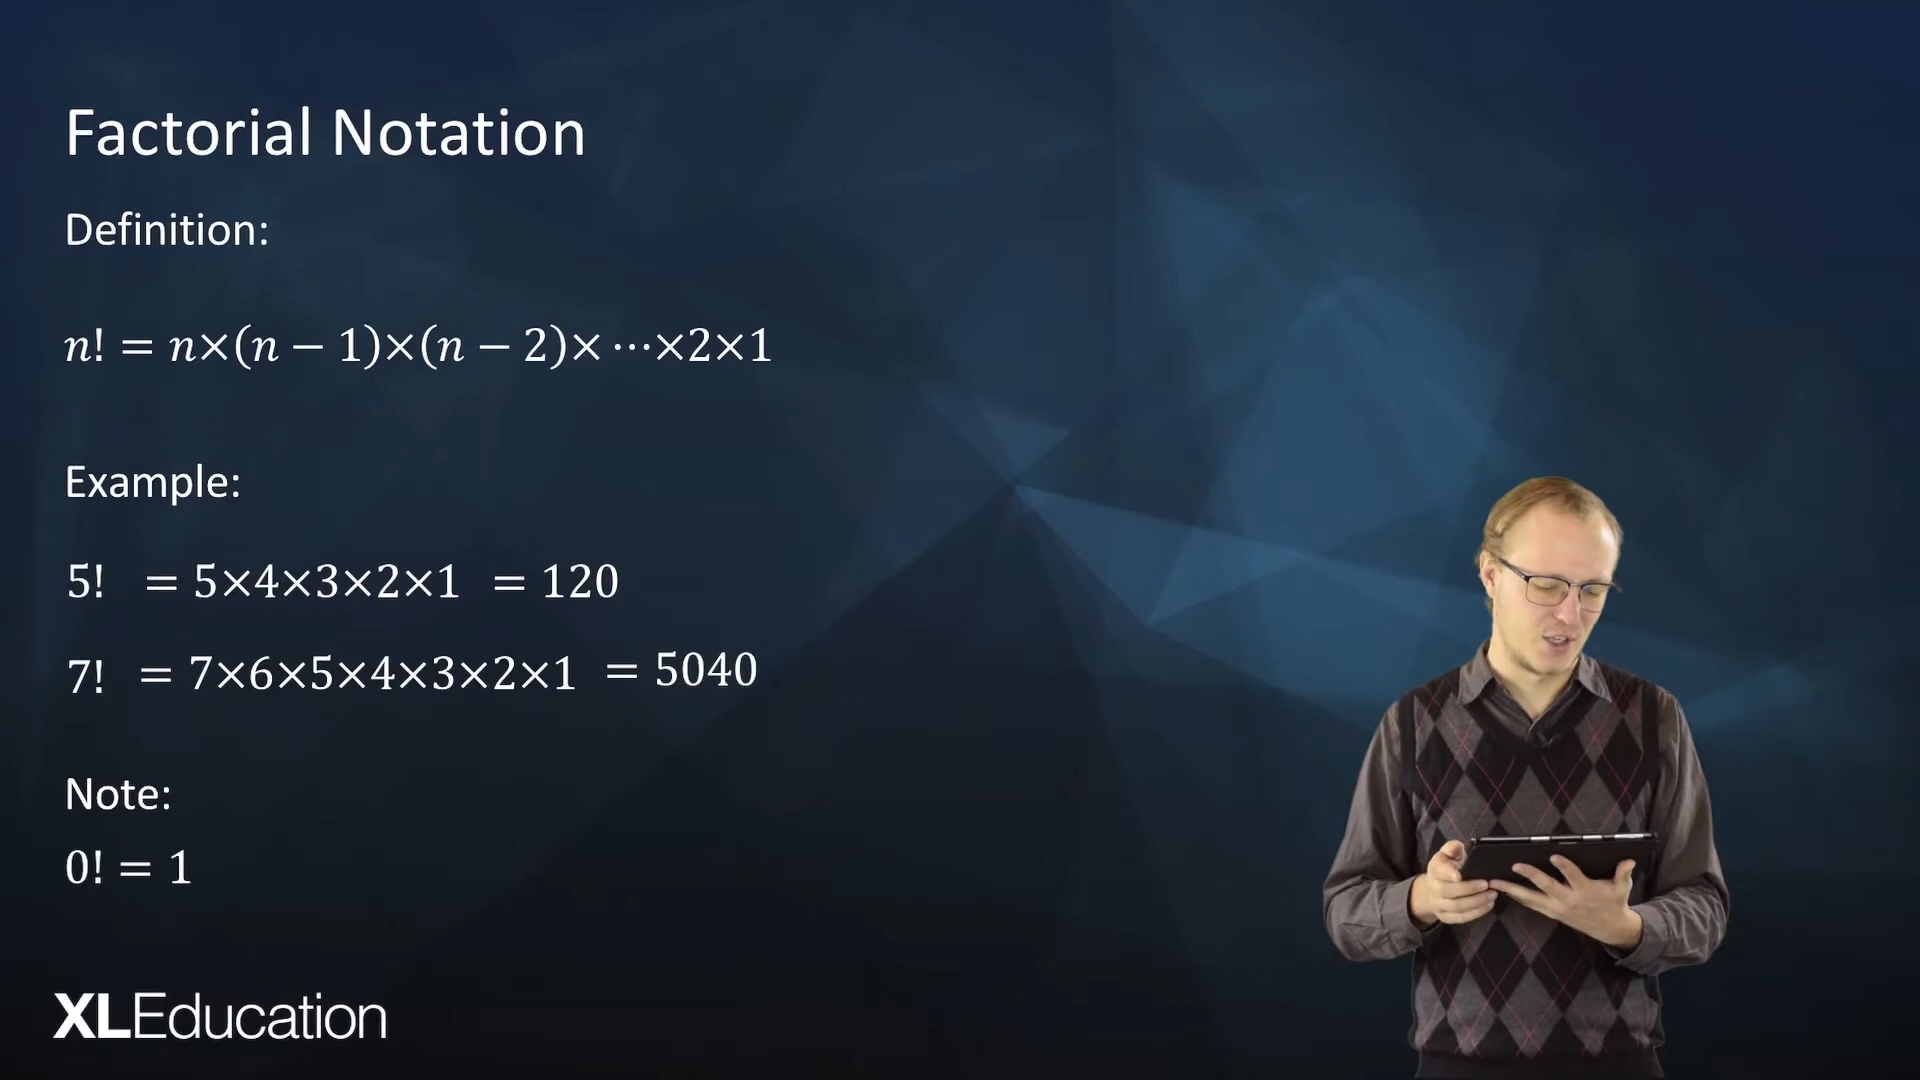 Factorial Notation
Definition:
n! = n×(n − 1)×(n − 2)× ⋯×2×1
Example:
5! = 5×4×3×2×1 = 120
7! = 7×6×5×4×3×2×1 = 5040
Note:
0! = 1
XLEducation